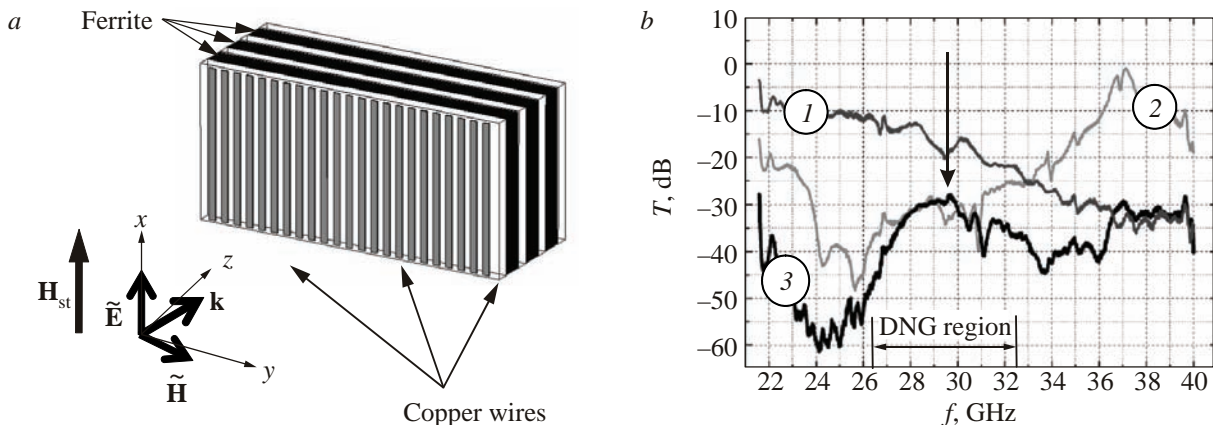 a
Ferrite
x
z
H_st
Ẽ
k
y
H̃
Copper wires
b
T, dB
0
–10
–20
–30
–40
–50
–60
1
2
3
DNG region
22 24 26 28 30 32 34 36 38 40
f, GHz